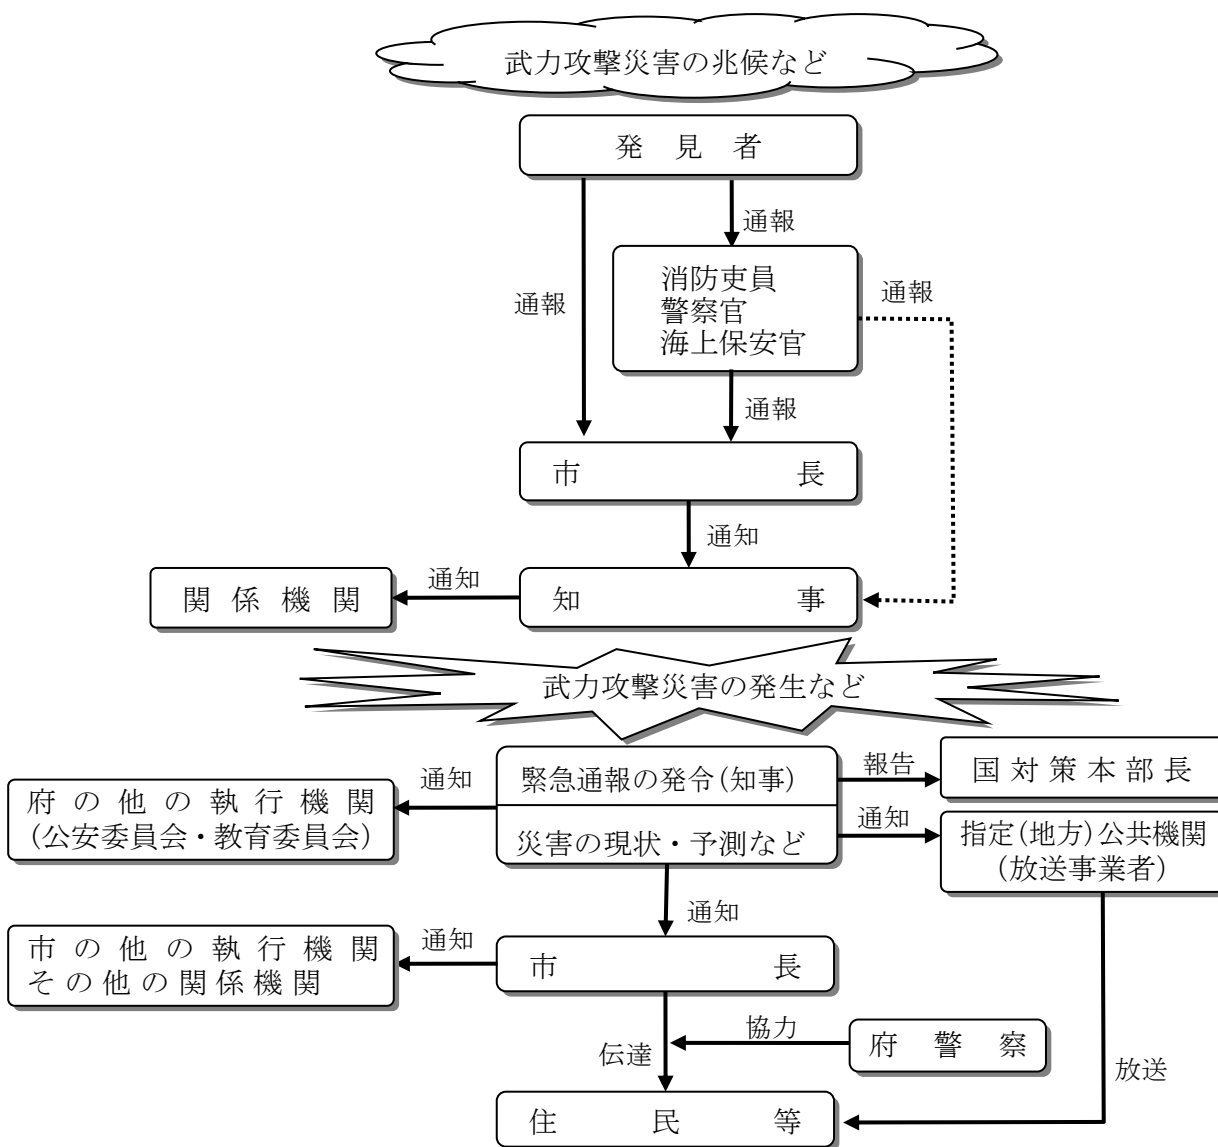 武力攻撃災害の兆候など
発見者
通報
消防吏員
警察官
海上保安官
通報
通報
通報
市長
通知
関係機関
通知
知事
武力攻撃災害の発生など
緊急通報の発令(知事)
災害の現状・予測など
報告
国対策本部長
通知
府の他の執行機関
(公安委員会・教育委員会)
通知
指定(地方)公共機関
(放送事業者)
通知
市の他の執行機関
その他の関係機関
通知
市長
協力
府警察
伝達
放送
住民等